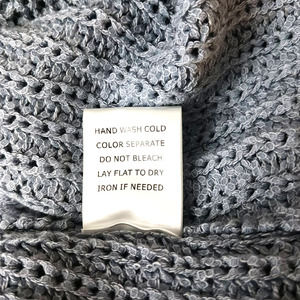 HAND WASH COLD
COLOR SEPARATE
DO NOT BLEACH
LAY FLAT TO DRY
IRON IF NEEDED